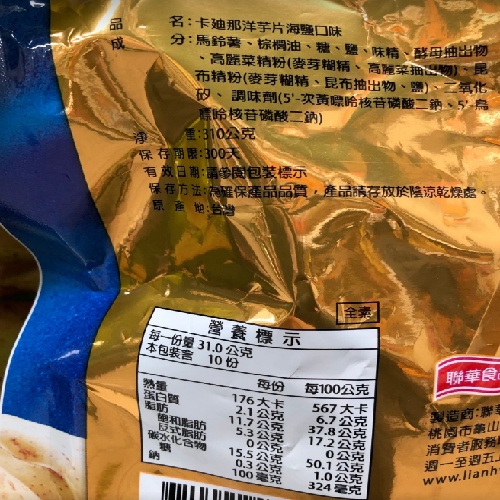 品名:卡迪那洋芋片海鹽口味
成分:馬鈴薯、棕櫚油、糖、鹽、味精、酵母抽出物
、高麗菜精粉(麥芽糊精、高麗菜抽出物)、昆
布精粉(麥芽糊精、昆布抽出物、鹽)、二氧化
矽、調味劑(5'-次黃嘌呤核苷磷酸二鈉、5'-鳥
嘌呤核苷磷酸二鈉)
淨重:310公克
保存期限:300天
有效日期:請參閱包裝標示
保存方法:為確保產品品質,產品請存放於陰涼乾燥處。
原產地:台灣
全素
營養標示
每一份量 31.0 公克
本包裝含 10 份
每份 每100公克
熱量 176 大卡 567 大卡
蛋白質 2.1 公克 6.7 公克
脂肪 11.7 公克 37.8 公克
飽和脂肪 5.3 公克 17.2 公克
反式脂肪 0 公克 0 公克
碳水化合物 15.5 公克 50.1 公克
糖 0.3 公克 1.0 公克
鈉 100 毫克 324 毫克
聯華食品
製造商:聯華
桃園市龜山
消費者服務
週一至週五上
www.lianh